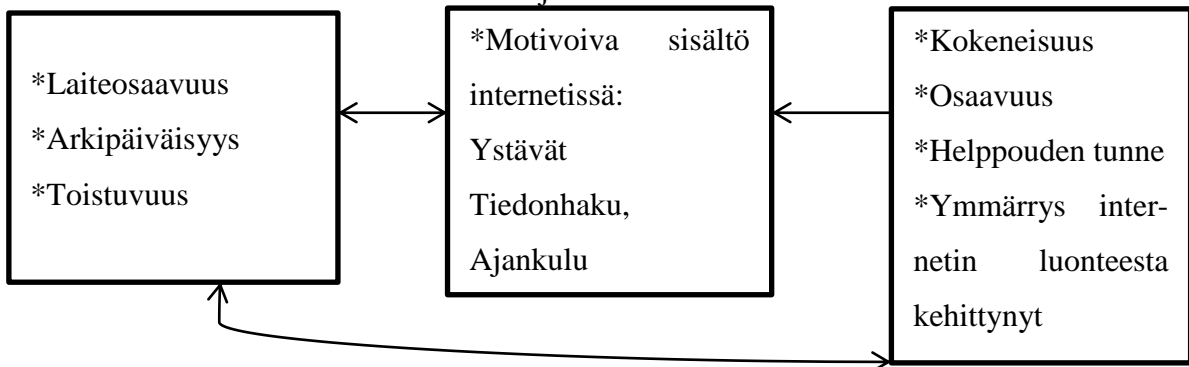 *Laiteosaavuus
*Arkipäiväisyys
*Toistuvuus
*Motivoiva sisältö
internetissä:
Ystävät
Tiedonhaku,
Ajankulu
*Kokeneisuus
*Osaavuus
*Helppouden tunne
*Ymmärrys inter-
netin luonteesta
kehittynyt